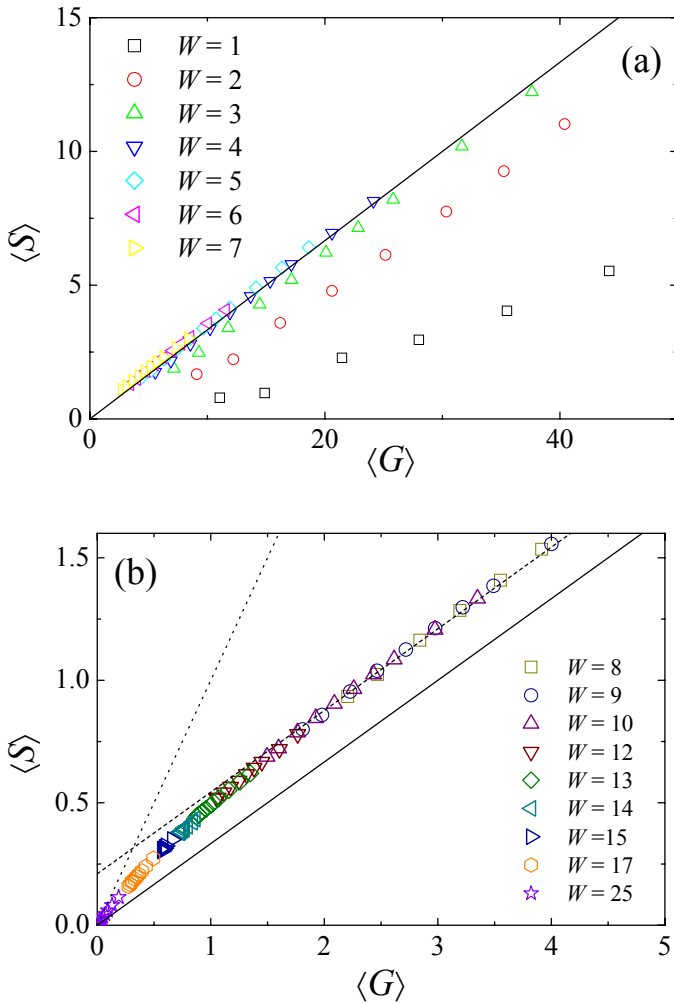 15
(a)
W = 1
W = 2
W = 3
10
W = 4
W = 5
W = 6
W = 7
⟨S⟩
5
0
0 20 40
⟨G⟩
1.5
(b)
W = 8
W = 9
1.0
W = 10
⟨S⟩
W = 12
W = 13
0.5
W = 14
W =15
W = 17
W = 25
0.0
0 1 2 3 4 5
⟨G⟩